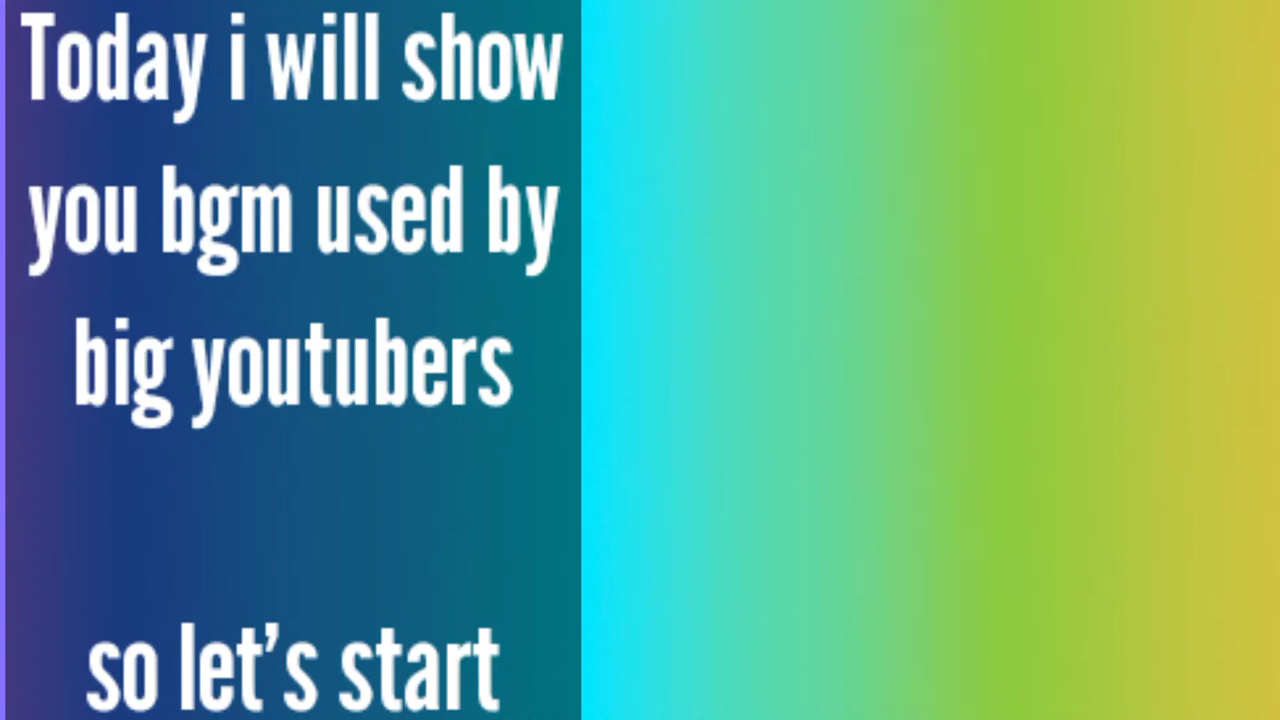 Today i will show
you bgm used by
big youtubers
so let’s start